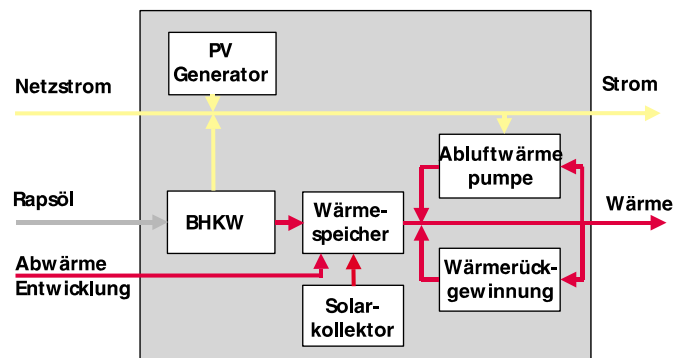 PV
Generator
Netzstrom
Strom
Abluftwärme
pumpe
Rapsöl
BHKW
Wärme-
speicher
Wärme
Abwärme
Entwicklung
Wärmerück-
gewinnung
Solar-
kollektor